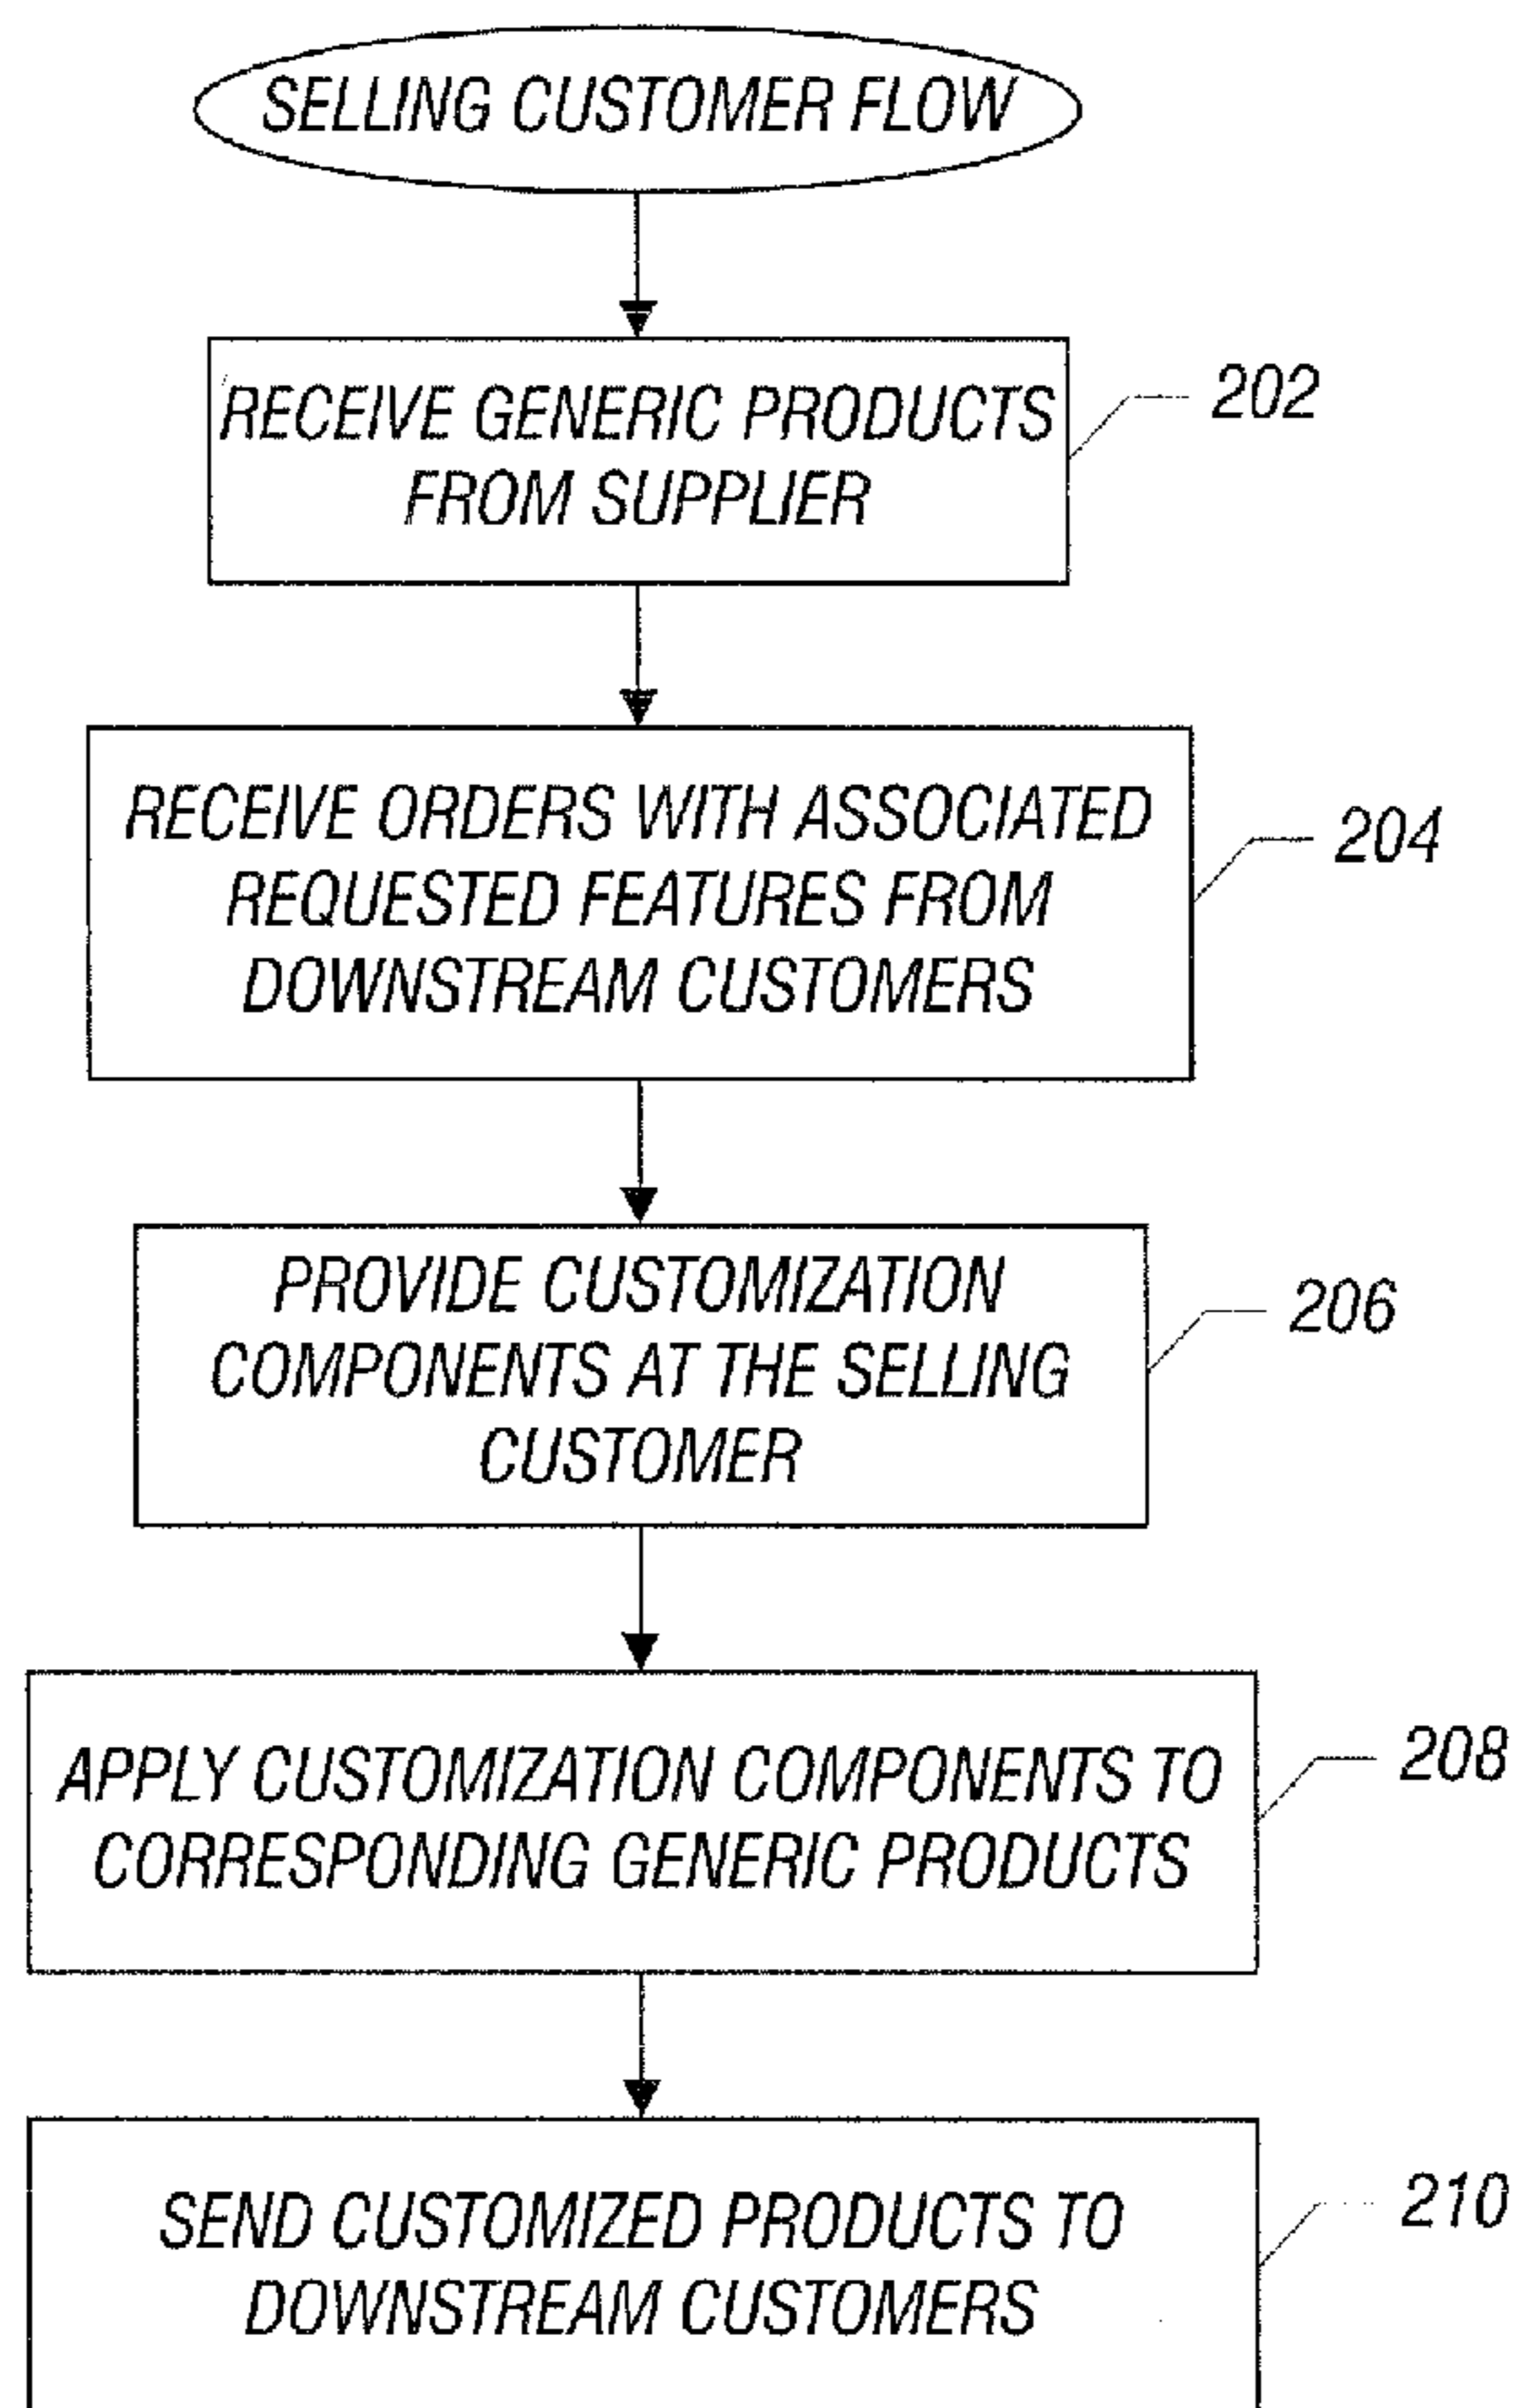 SELLING CUSTOMER FLOW
RECEIVE GENERIC PRODUCTS
FROM SUPPLIER
202
RECEIVE ORDERS WITH ASSOCIATED
REQUESTED FEATURES FROM
DOWNSTREAM CUSTOMERS
204
PROVIDE CUSTOMIZATION
COMPONENTS AT THE SELLING
CUSTOMER
206
APPLY CUSTOMIZATION COMPONENTS TO
CORRESPONDING GENERIC PRODUCTS
208
SEND CUSTOMIZED PRODUCTS TO
DOWNSTREAM CUSTOMERS
210